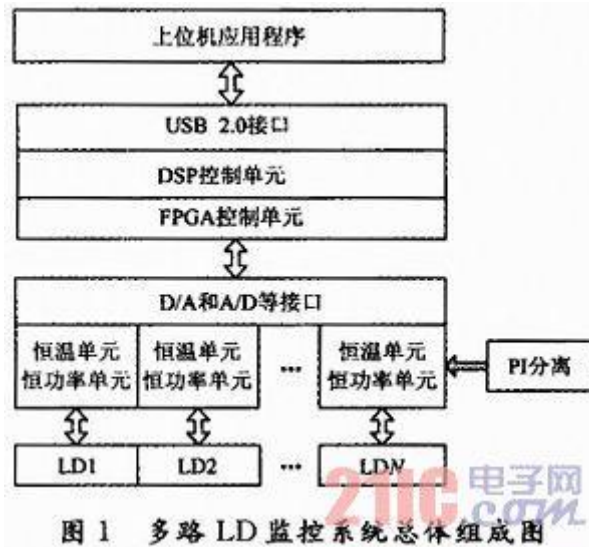 上位机应用程序
USB 2.0接口
DSP控制单元
FPGA控制单元
D/A和A/D等接口
恒温单元 恒温单元 恒温单元
恒功率单元 恒功率单元 ... 恒功率单元
PI分离
LD1 LD2 ... LDN
21IC电子网
.com
图 1 多路 LD 监控系统总体组成图